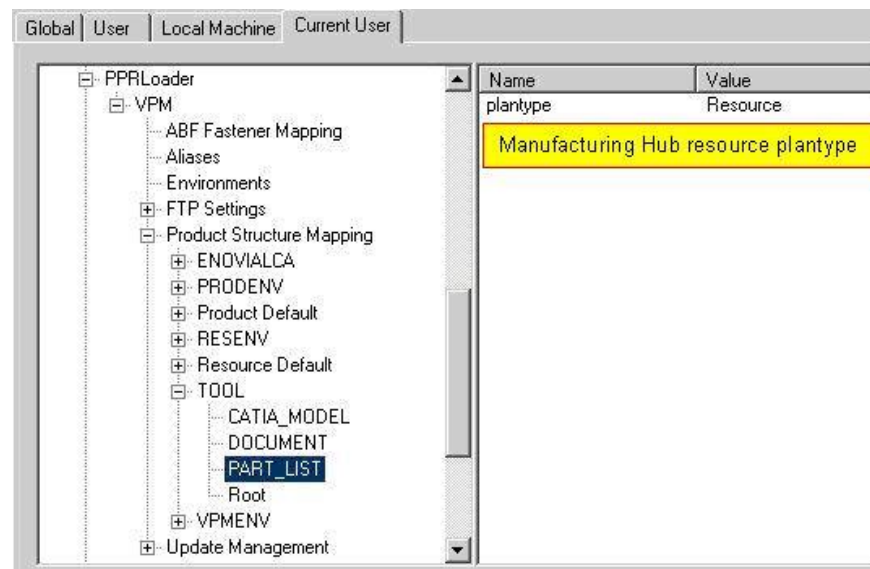 Global User Local Machine Current User
PPRLoader
VPM
ABF Fastener Mapping
Aliases
Environments
FTP Settings
Product Structure Mapping
ENOVIALCA
PRODENV
Product Default
RESENV
Resource Default
TOOL
CATIA_MODEL
DOCUMENT
PART_LIST
Root
VPMENV
Update Management
Name Value
plantype Resource
Manufacturing Hub resource plantype